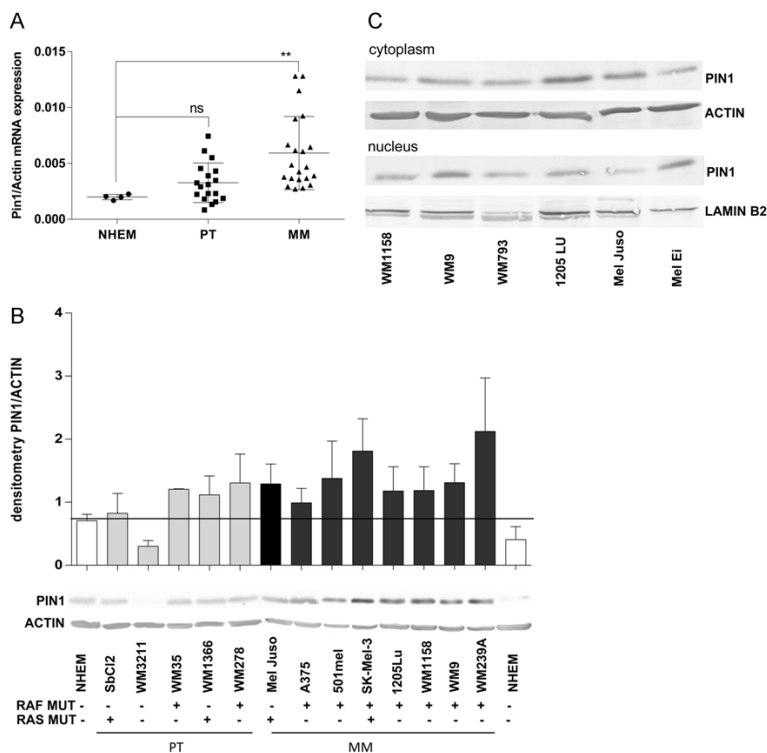 A
Pin1/Actin mRNA expression
0.015
0.010
0.005
0.000
**
ns
NHEM PT MM
C
cytoplasm
PIN1
ACTIN
nucleus
PIN1
LAMIN B2
WM1158 WM9 WM793 1205 LU Mel Juso Mel Ei
B
densitometry PIN1/ACTIN
4
3
2
1
0
PIN1
ACTIN
NHEM SbCl2 WM3211 WM35 WM1366 WM278 Mel Juso A375 501mel SK-Mel-3 1205Lu WM1158 WM9 WM239A NHEM
RAF MUT - - - + - + - + + + + + + + -
RAS MUT - + - - + - + - - + - - - - -
PT MM